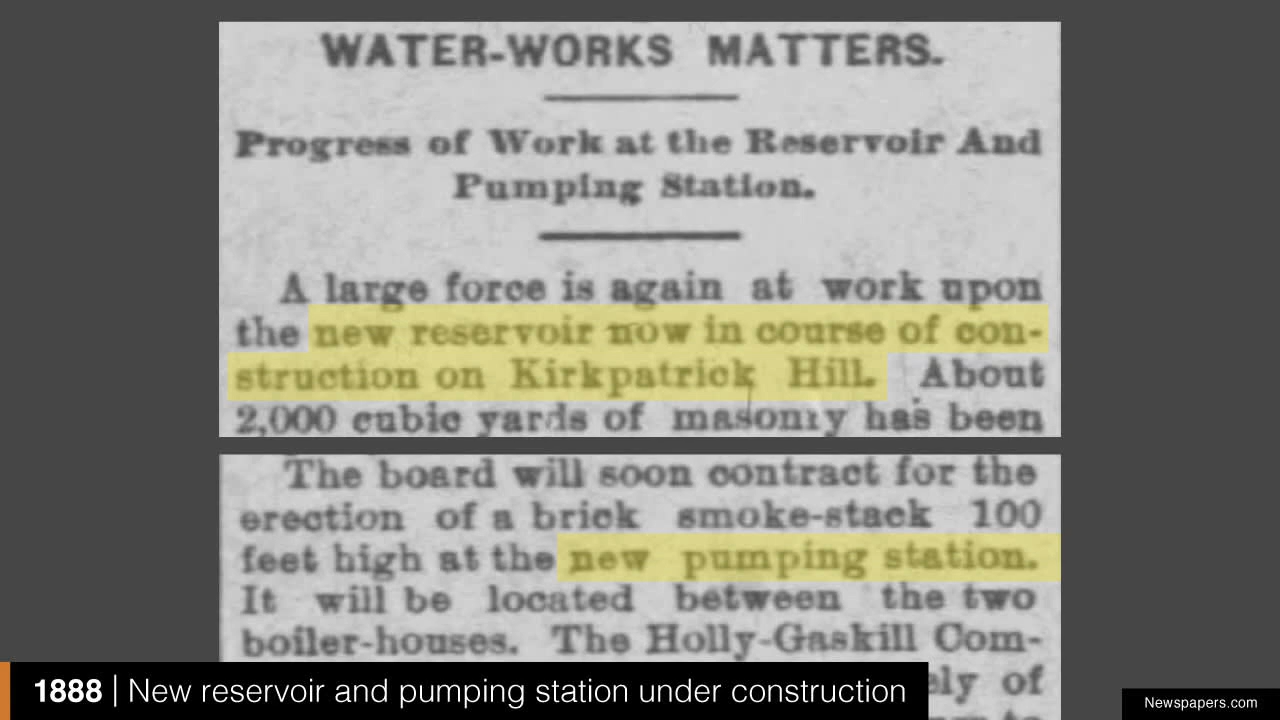 WATER-WORKS MATTERS.
Progress of Work at the Reservoir And
Pumping Station.
A large force is again at work upon
the new reservoir now in course of con-
struction on Kirkpatrick Hill. About
2,000 cubic yards of masonry has been
The board will soon contract for the
erection of a brick smoke-stack 100
feet high at the new pumping station.
It will be located between the two
boiler-houses. The Holly-Gaskill Com-
ely of
1888 | New reservoir and pumping station under construction
Newspapers.com